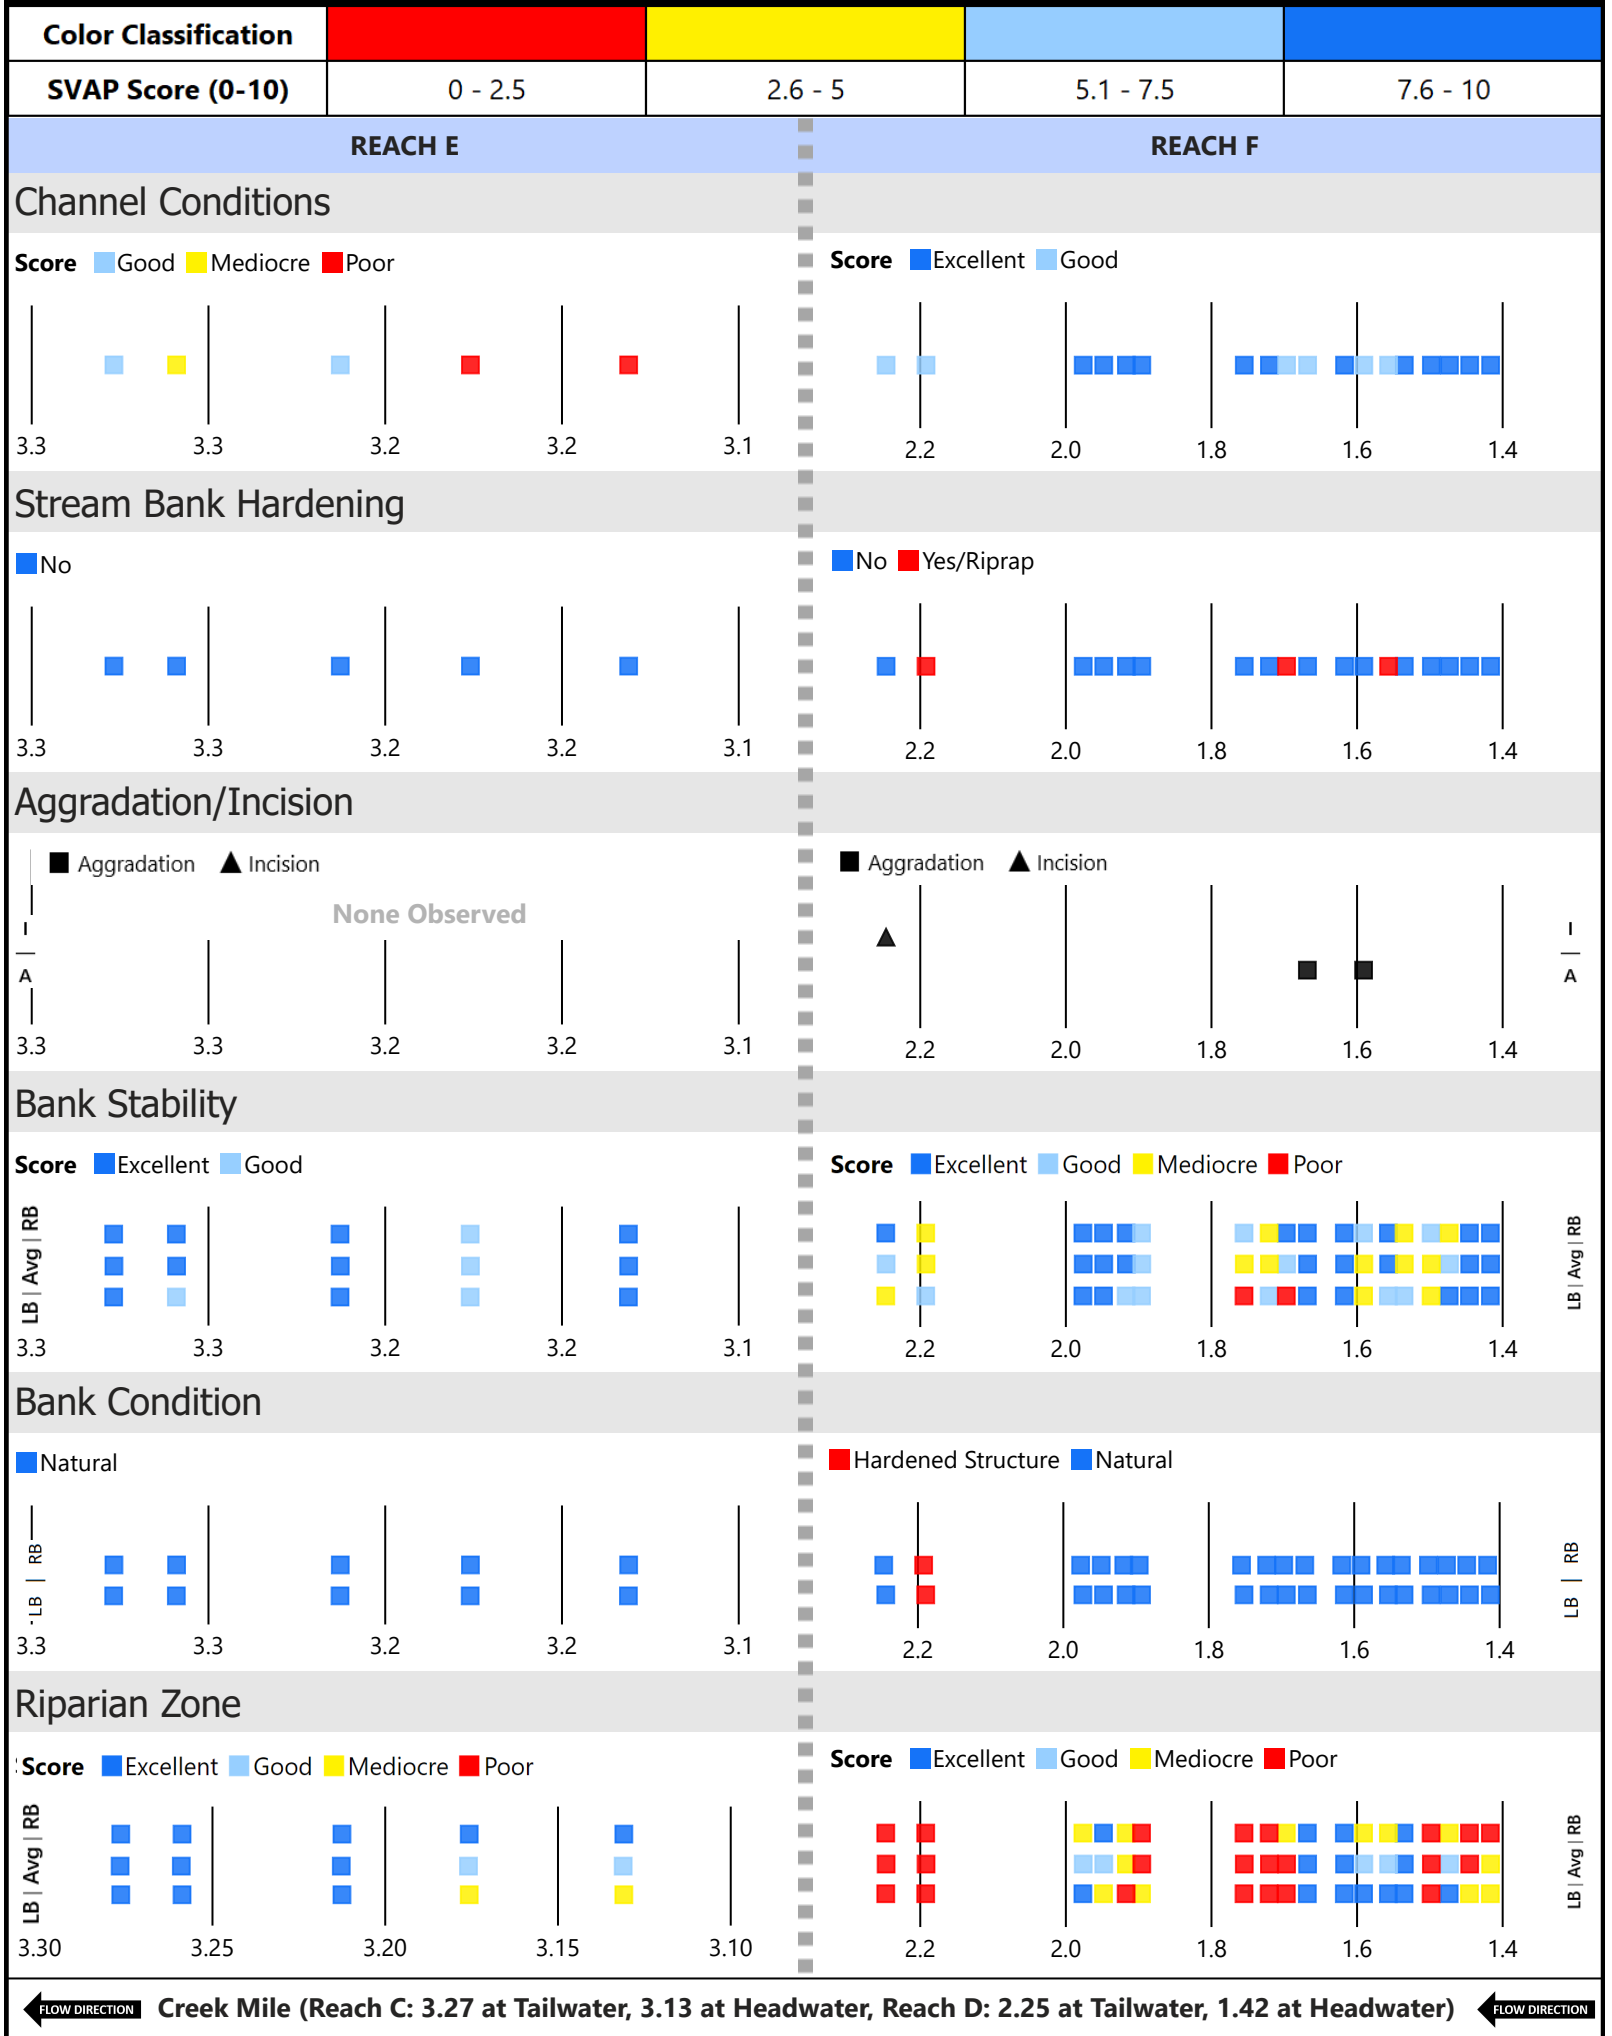 Color Classification
SVAP Score (0-10) 0 - 2.5 2.6 - 5 5.1 - 7.5 7.6 - 10
REACH E REACH F
Channel Conditions
Score Good Mediocre Poor
Score Excellent Good
3.3 3.3 3.2 3.2 3.1
2.2 2.0 1.8 1.6 1.4
Stream Bank Hardening
No
No Yes/Riprap
3.3 3.3 3.2 3.2 3.1
2.2 2.0 1.8 1.6 1.4
Aggradation/Incision
Aggradation Incision
Aggradation Incision
None Observed
I
A
I
A
3.3 3.3 3.2 3.2 3.1
2.2 2.0 1.8 1.6 1.4
Bank Stability
Score Excellent Good
Score Excellent Good Mediocre Poor
LB | Avg | RB
LB | Avg | RB
3.3 3.3 3.2 3.2 3.1
2.2 2.0 1.8 1.6 1.4
Bank Condition
Natural
Hardened Structure Natural
LB | RB
LB | RB
3.3 3.3 3.2 3.2 3.1
2.2 2.0 1.8 1.6 1.4
Riparian Zone
Score Excellent Good Mediocre Poor
Score Excellent Good Mediocre Poor
LB | Avg | RB
LB | Avg | RB
3.30 3.25 3.20 3.15 3.10
2.2 2.0 1.8 1.6 1.4
FLOW DIRECTION Creek Mile (Reach C: 3.27 at Tailwater, 3.13 at Headwater, Reach D: 2.25 at Tailwater, 1.42 at Headwater) FLOW DIRECTION